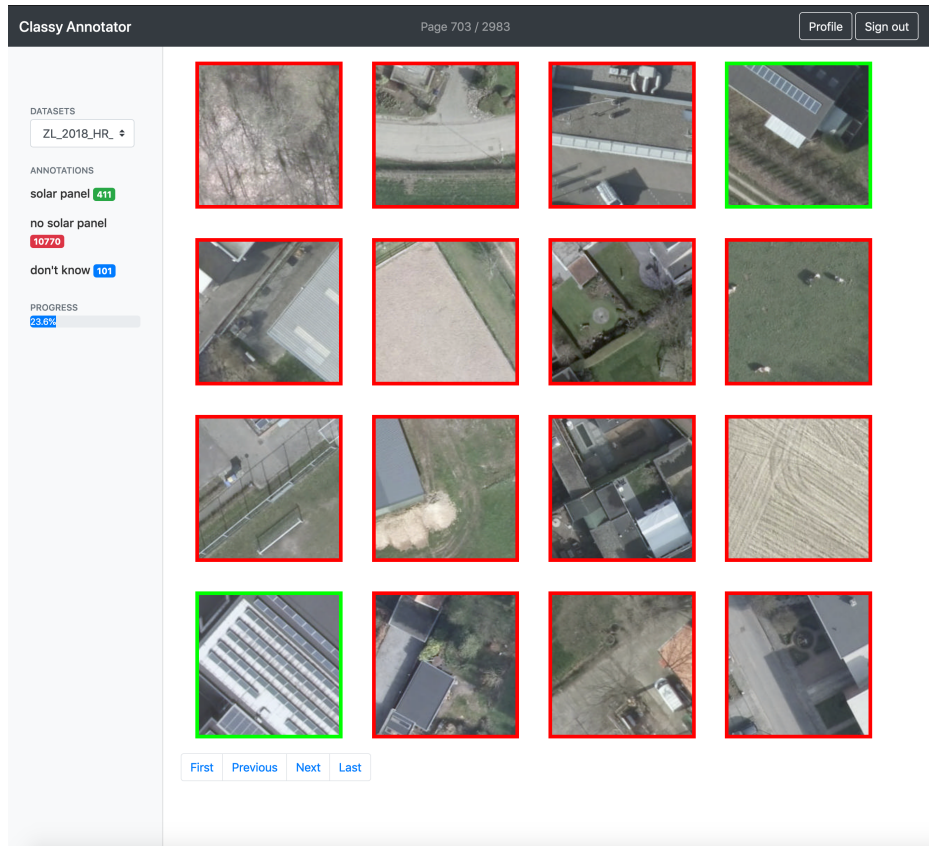 Classy Annotator
Page 703 / 2983
Profile
Sign out
DATASETS
ZL_2018_HR_
ANNOTATIONS
solar panel 411
no solar panel
10770
don't know 101
PROGRESS
23.6%
First Previous Next Last